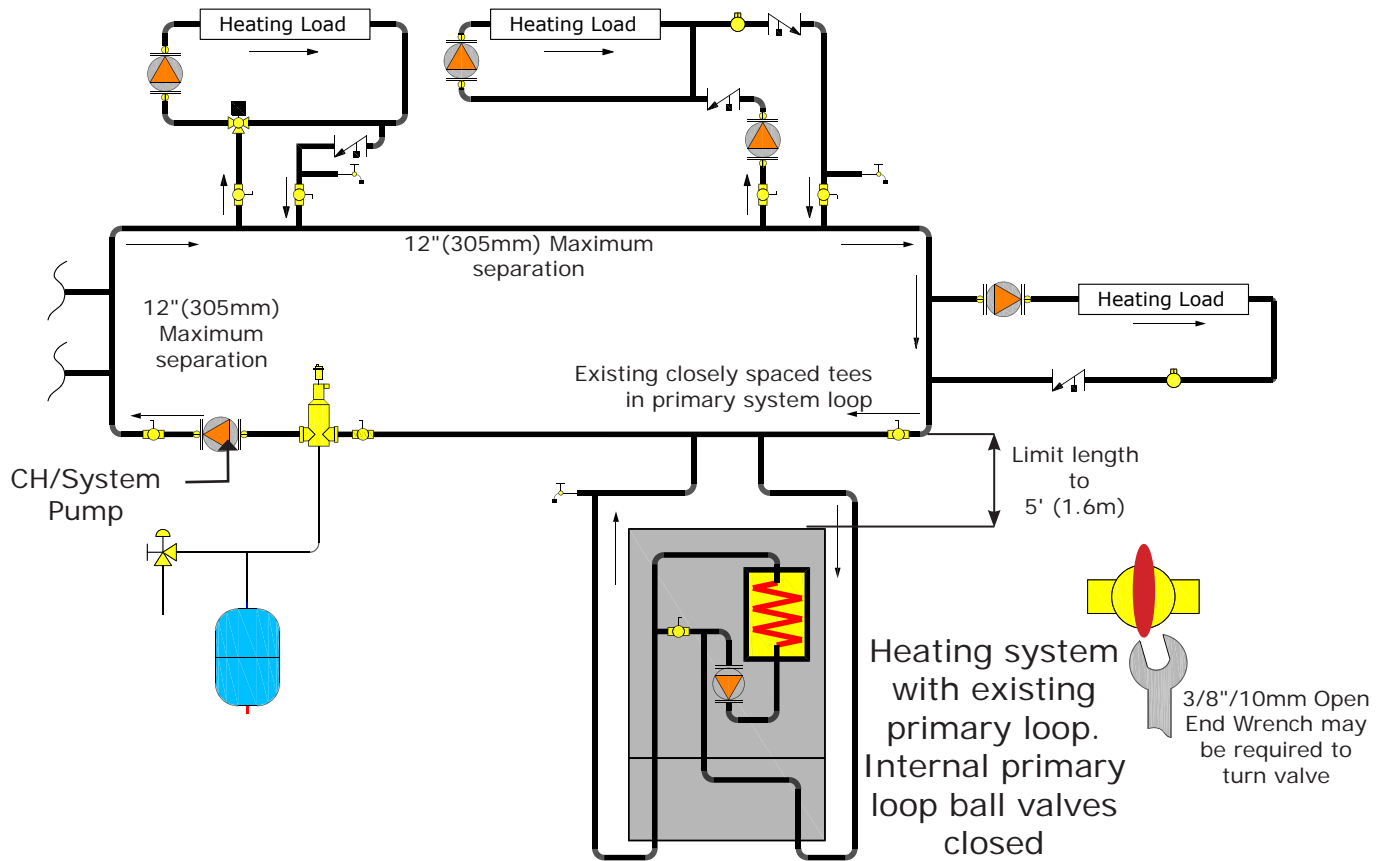 Heating Load
Heating Load
12"(305mm) Maximum
separation
12"(305mm)
Maximum
separation
Heating Load
Existing closely spaced tees
in primary system loop
CH/System
Pump
Limit length
to
5' (1.6m)
Heating system
with existing
primary loop.
Internal primary
loop ball valves
closed
3/8"/10mm Open
End Wrench may
be required to
turn valve